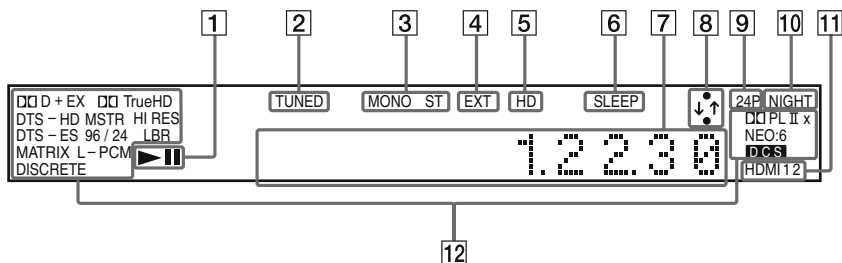 1 2 3 4 5 6 7 8 9 10 11
DD D + EX DD TrueHD
DTS – HD MSTR HI RES
DTS – ES 96 / 24 LBR
MATRIX L – PCM
DISCRETE
TUNED MONO ST EXT HD SLEEP 24P NIGHT
DD PL II x
NEO:6
D C S
HDMI 1 2
1.2 2.3 0
12